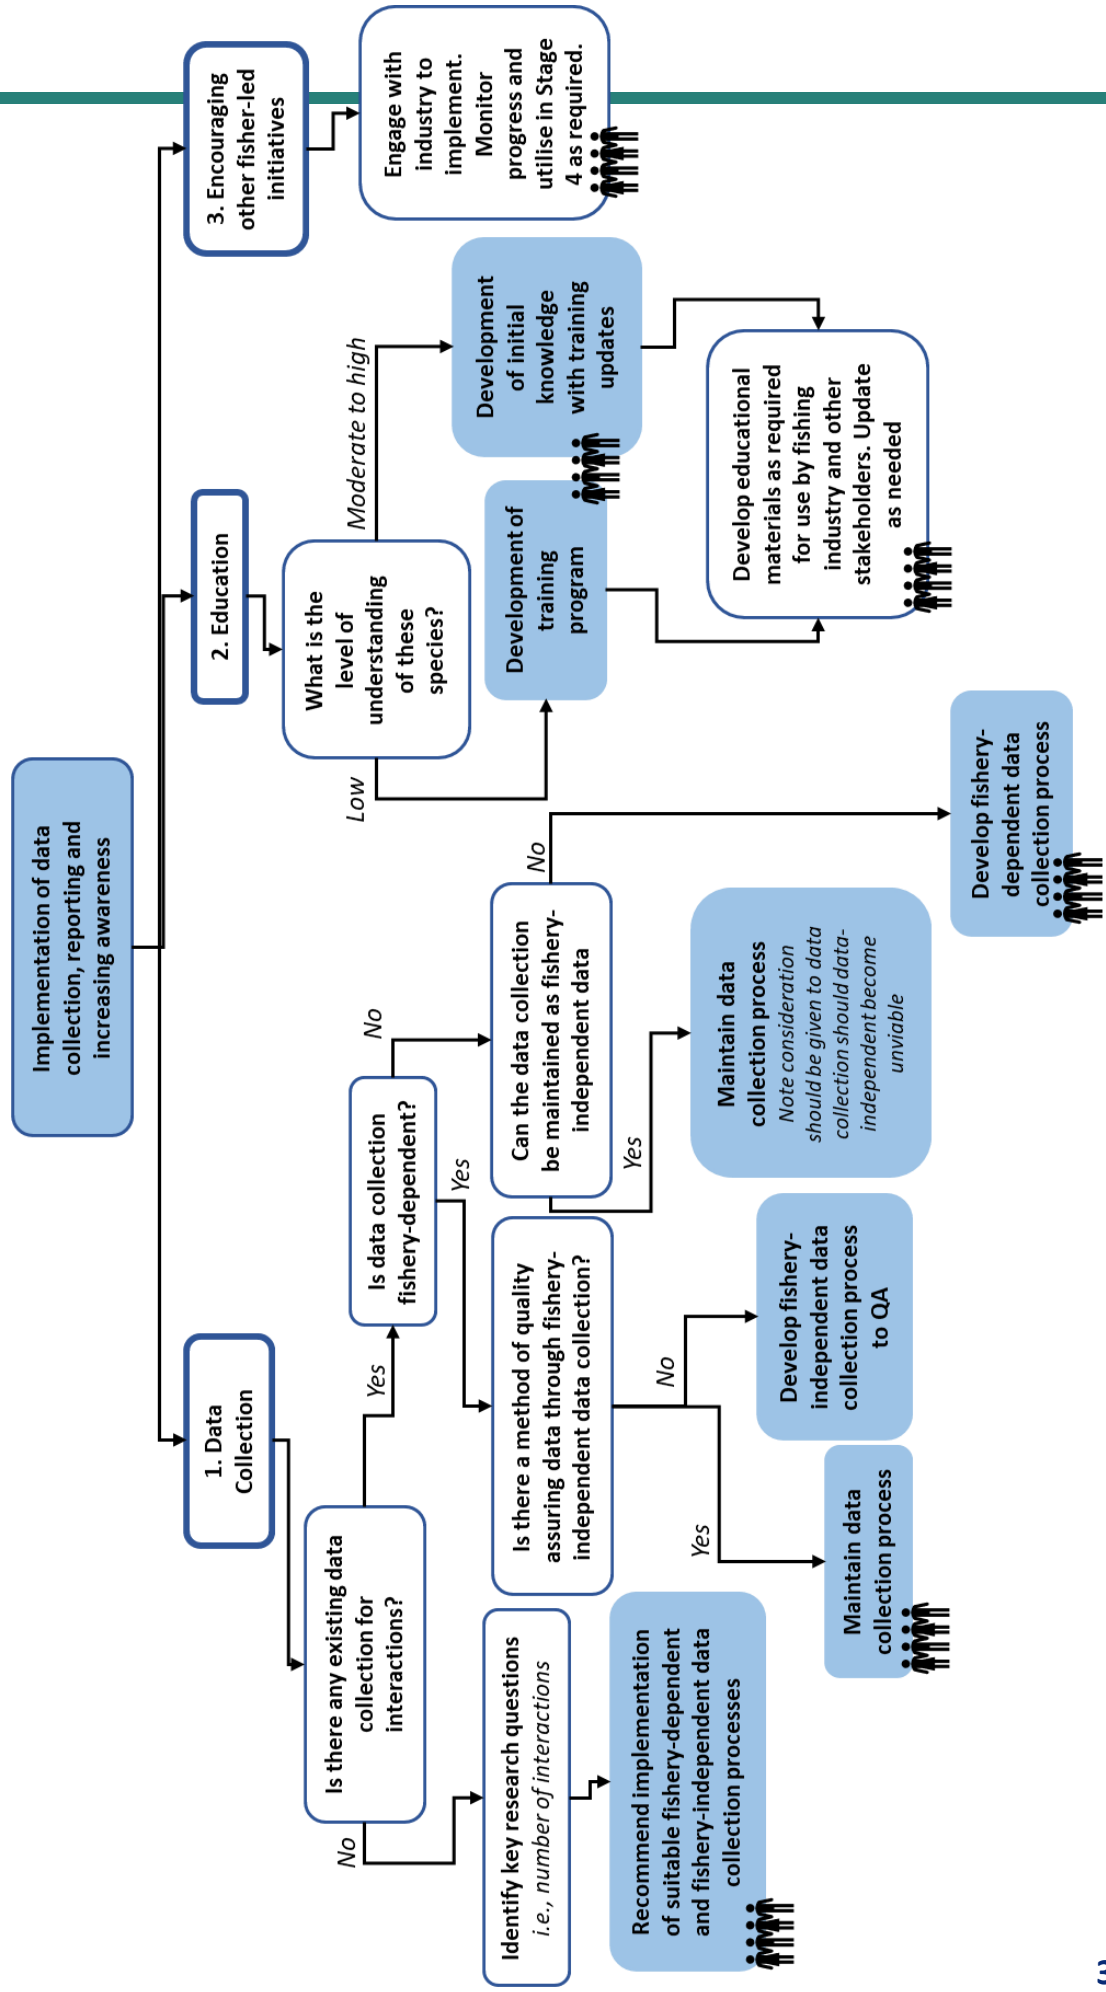 Implementation of data
collection, reporting and
increasing awareness
1. Data
Collection
2. Education
3. Encouraging
other fisher-led
initiatives
Is there any existing data
collection for
interactions?
No
Yes
Identify key research questions
i.e., number of interactions
Recommend implementation
of suitable fishery-dependent
and fishery-independent data
collection processes
Is data collection
fishery-dependent?
Yes
No
Is there a method of quality
assuring data through fishery-
independent data collection?
Yes
No
Maintain data
collection process
Develop fishery-
independent data
collection process
to QA
Can the data collection
be maintained as fishery-
independent data
Yes
No
Maintain data
collection process
Note consideration
should be given to data
collection should data-
independent become
unviable
Develop fishery-
dependent data
collection process
What is the
level of
understanding
of these
species?
Low
Moderate to high
Development of
training
program
Development
of initial
knowledge
with training
updates
Develop educational
materials as required
for use by fishing
industry and other
stakeholders. Update
as needed
Engage with
industry to
implement.
Monitor
progress and
utilise in Stage
4 as required.